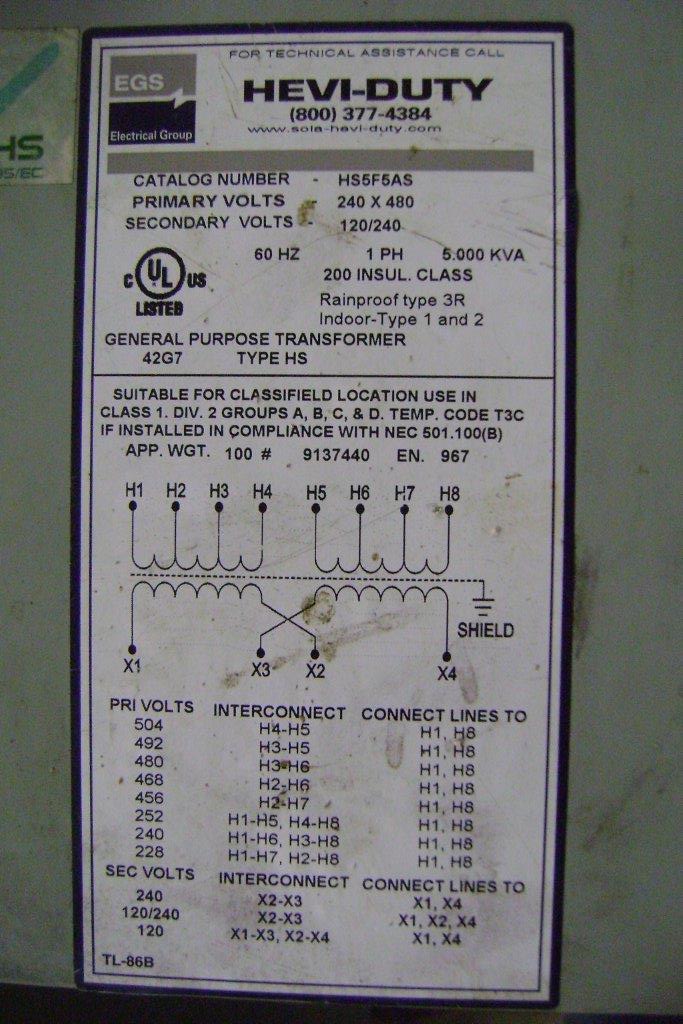 FOR TECHNICAL ASSISTANCE CALL
EGS
Electrical Group
HEVI-DUTY
(800) 377-4384
www.sola-hevi-duty.com
HS
CATALOG NUMBER - HS5F5AS
PRIMARY VOLTS - 240 X 480
SECONDARY VOLTS - 120/240
60 HZ 1 PH 5.000 KVA
200 INSUL. CLASS
C UL US
LISTED
Rainproof type 3R
Indoor-Type 1 and 2
GENERAL PURPOSE TRANSFORMER
42G7 TYPE HS
SUITABLE FOR CLASSIFIELD LOCATION USE IN
CLASS 1. DIV. 2 GROUPS A, B, C, & D. TEMP. CODE T3C
IF INSTALLED IN COMPLIANCE WITH NEC 501.100(B)
APP. WGT. 100 # 9137440 EN. 967
H1 H2 H3 H4 H5 H6 H7 H8
SHIELD
X1 X3 X2 X4
PRI VOLTS INTERCONNECT CONNECT LINES TO
504 H4-H5 H1, H8
492 H3-H5 H1, H8
480 H3-H6 H1, H8
468 H2-H6 H1, H8
456 H2-H7 H1, H8
252 H1-H5, H4-H8 H1, H8
240 H1-H6, H3-H8 H1, H8
228 H1-H7, H2-H8 H1, H8
SEC VOLTS INTERCONNECT CONNECT LINES TO
240 X2-X3 X1, X4
120/240 X2-X3 X1, X2, X4
120 X1-X3, X2-X4 X1, X4
TL-86B